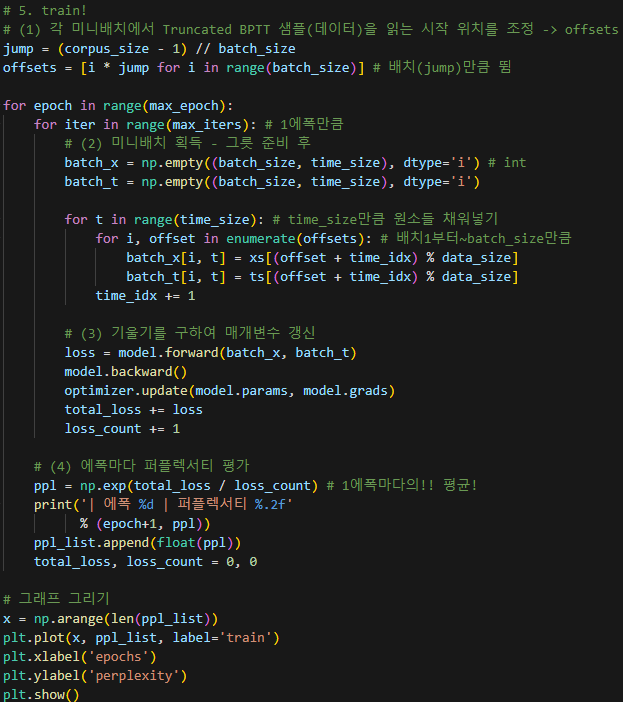 # 5. train!
# (1) 각 미니배치에서 Truncated BPTT 샘플(데이터)을 읽는 시작 위치를 조정 -> offsets
jump = (corpus_size - 1) // batch_size
offsets = [i * jump for i in range(batch_size)] # 배치(jump)만큼 뜀

for epoch in range(max_epoch):
    for iter in range(max_iters): # 1에폭만큼
        # (2) 미니배치 획득 - 그릇 준비 후
        batch_x = np.empty((batch_size, time_size), dtype='i') # int
        batch_t = np.empty((batch_size, time_size), dtype='i')

        for t in range(time_size): # time_size만큼 원소들 채워넣기
            for i, offset in enumerate(offsets): # 배치1부터~batch_size만큼
                batch_x[i, t] = xs[(offset + time_idx) % data_size]
                batch_t[i, t] = ts[(offset + time_idx) % data_size]
            time_idx += 1

        # (3) 기울기를 구하여 매개변수 갱신
        loss = model.forward(batch_x, batch_t)
        model.backward()
        optimizer.update(model.params, model.grads)
        total_loss += loss
        loss_count += 1

    # (4) 에폭마다 퍼플렉서티 평가
    ppl = np.exp(total_loss / loss_count) # 1에폭마다의!! 평균!
    print('| 에폭 %d | 퍼플렉서티 %.2f'
          % (epoch+1, ppl))
    ppl_list.append(float(ppl))
    total_loss, loss_count = 0, 0

# 그래프 그리기
x = np.arange(len(ppl_list))
plt.plot(x, ppl_list, label='train')
plt.xlabel('epochs')
plt.ylabel('perplexity')
plt.show()